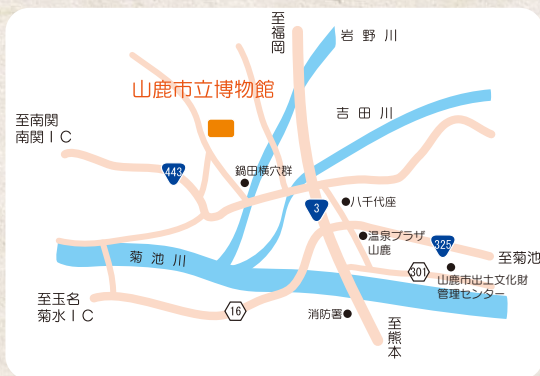 至福岡
岩野川
山鹿市立博物館
吉田川
至南関
南関IC
443
鍋田横穴群
3
八千代座
温泉プラザ
山鹿
325
至菊池
菊池川
301
山鹿市出土文化財
管理センター
至玉名
菊水IC
16
消防署
至熊本